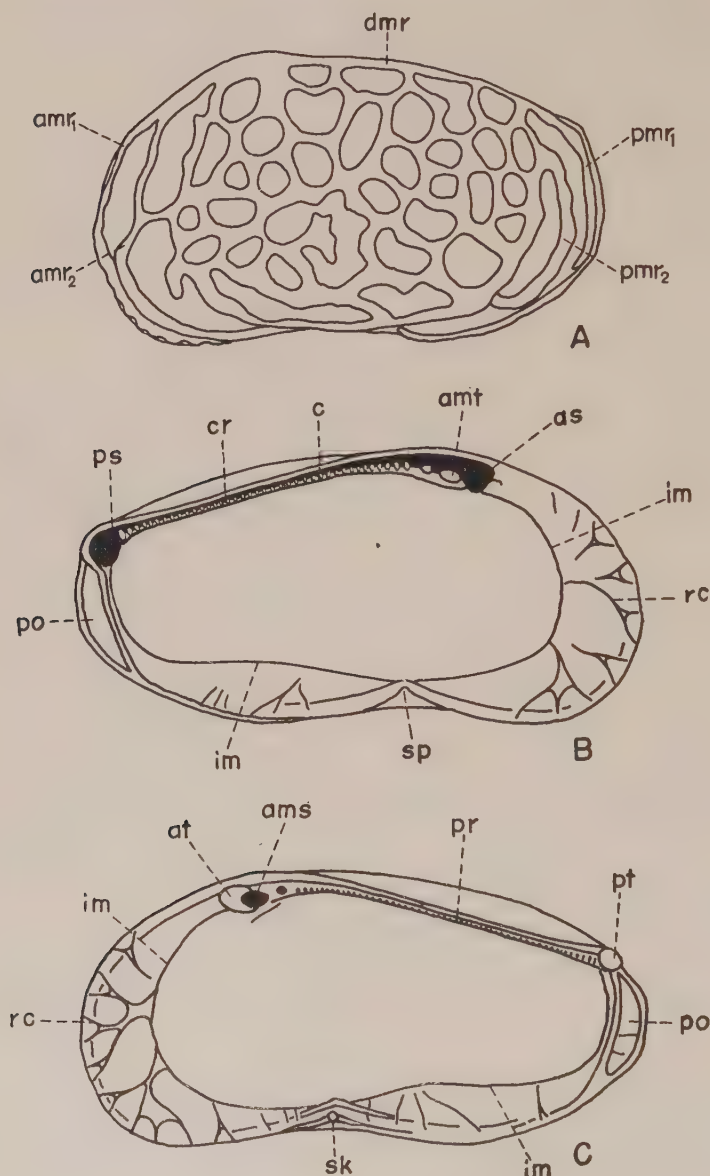 dmr
amr₁
pmr₁
amr₂
pmr₂
A
amt
c
as
cr
ps
im
rc
po
im
sp
B
ams
at
pr
pt
im
rc
po
sk
im
C